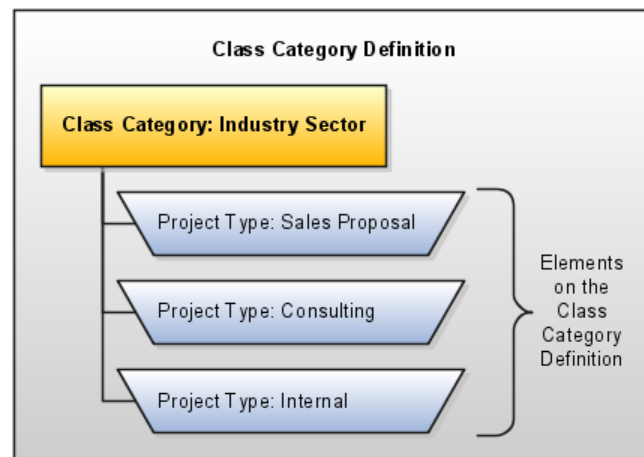 Class Category Definition
Class Category: Industry Sector
Project Type: Sales Proposal
Project Type: Consulting
Project Type: Internal
Elements
on the
Class
Category
Definition